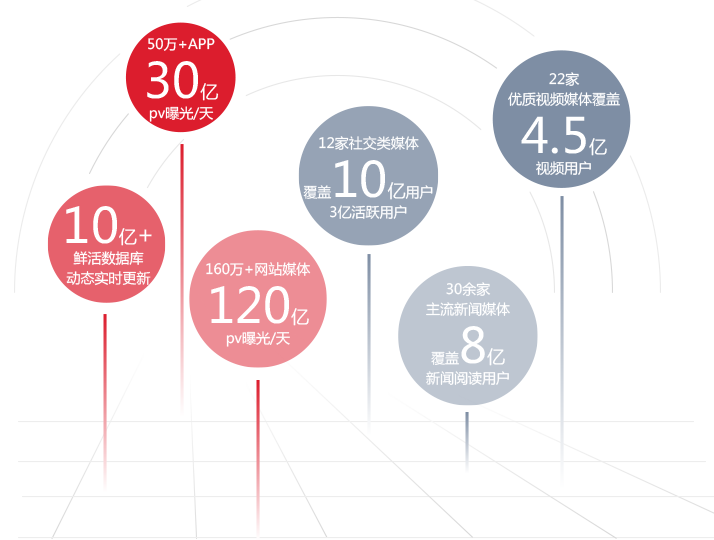 50万+APP
30亿
pv曝光/天
22家
优质视频媒体覆盖
4.5亿
视频用户
12家社交类媒体
覆盖10亿用户
3亿活跃用户
10亿+
鲜活数据库
动态实时更新
160万+网站媒体
120亿
pv曝光/天
30余家
主流新闻媒体
覆盖8亿
新闻阅读用户